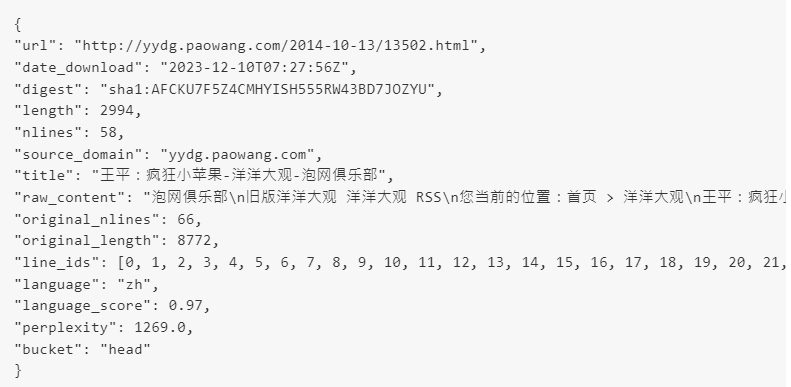 {
"url": "http://yydg.paowang.com/2014-10-13/13502.html",
"date_download": "2023-12-10T07:27:56Z",
"digest": "sha1:AFCKU7F5Z4CMHYISH555RW43BD7JOZYU",
"length": 2994,
"nlines": 58,
"source_domain": "yydg.paowang.com",
"title": "王平：疯狂小苹果-洋洋大观-泡网俱乐部",
"raw_content": "泡网俱乐部\n旧版洋洋大观 洋洋大观 RSS\n您当前的位置：首页 > 洋洋大观\n王平：疯狂小
"original_nlines": 66,
"original_length": 8772,
"line_ids": [0, 1, 2, 3, 4, 5, 6, 7, 8, 9, 10, 11, 12, 13, 14, 15, 16, 17, 18, 19, 20, 21,
"language": "zh",
"language_score": 0.97,
"perplexity": 1269.0,
"bucket": "head"
}